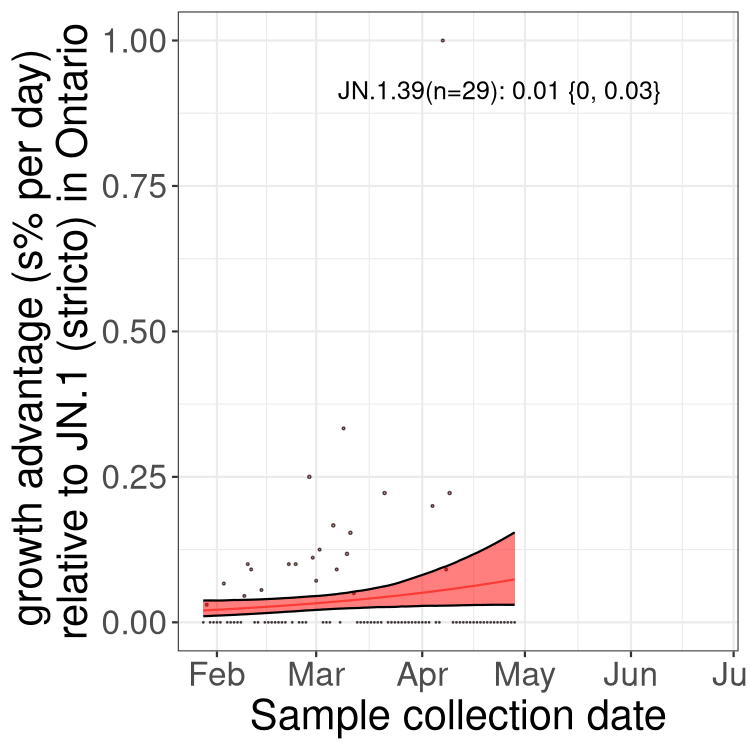 growth advantage (s% per day)
relative to JN.1 (stricto) in Ontario
1.00
0.75
0.50
0.25
0.00
JN.1.39(n=29): 0.01 {0, 0.03}
Feb Mar Apr May Jun Ju
Sample collection date